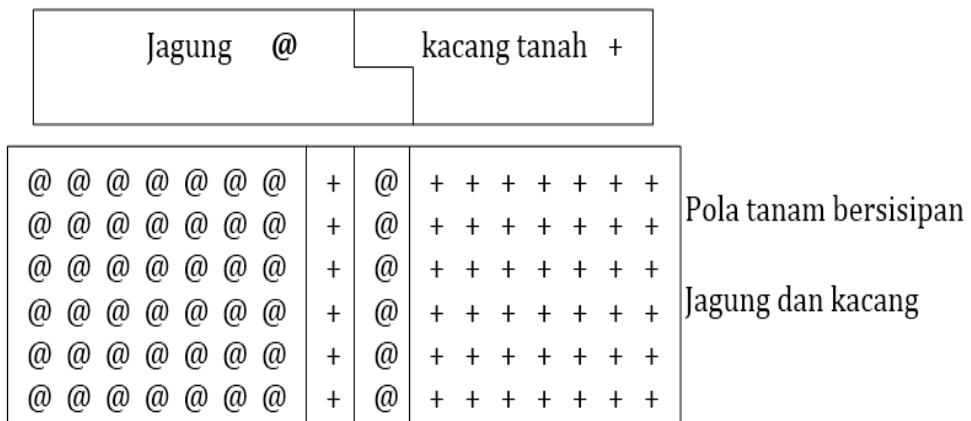 Jagung @ kacang tanah +
@ @ @ @ @ @ @ + @ + + + + + + +
@ @ @ @ @ @ @ + @ + + + + + + +
Pola tanam bersisipan
@ @ @ @ @ @ @ + @ + + + + + + +
@ @ @ @ @ @ @ + @ + + + + + + +
Jagung dan kacang
@ @ @ @ @ @ @ + @ + + + + + + +
@ @ @ @ @ @ @ + @ + + + + + + +